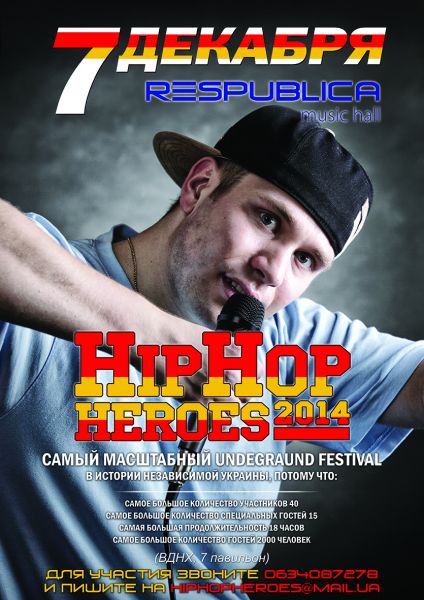 7 ДЕКАБРЯ
RESPUBLICA
music hall
HIPHOP
HEROES 2014
САМЫЙ МАСШТАБНЫЙ UNDEGRAUND FESTIVAL
В ИСТОРИИ НЕЗАВИСИМОЙ УКРАИНЫ, ПОТОМУ ЧТО:
САМОЕ БОЛЬШОЕ КОЛИЧЕСТВО УЧАСТНИКОВ 40
САМОЕ БОЛЬШОЕ КОЛИЧЕСТВО СПЕЦИАЛЬНЫХ ГОСТЕЙ 15
САМАЯ БОЛЬШАЯ ПРОДОЛЖИТЕЛЬНОСТЬ 18 ЧАСОВ
САМОЕ БОЛЬШОЕ КОЛИЧЕСТВО ГОСТЕЙ 2000 ЧЕЛОВЕК
(ВДНХ, 7 павильон)
ДЛЯ УЧАСТИЯ ЗВОНИТЕ 0634087278
И ПИШИТЕ НА HIPHOPHEROES@MAIL.UA